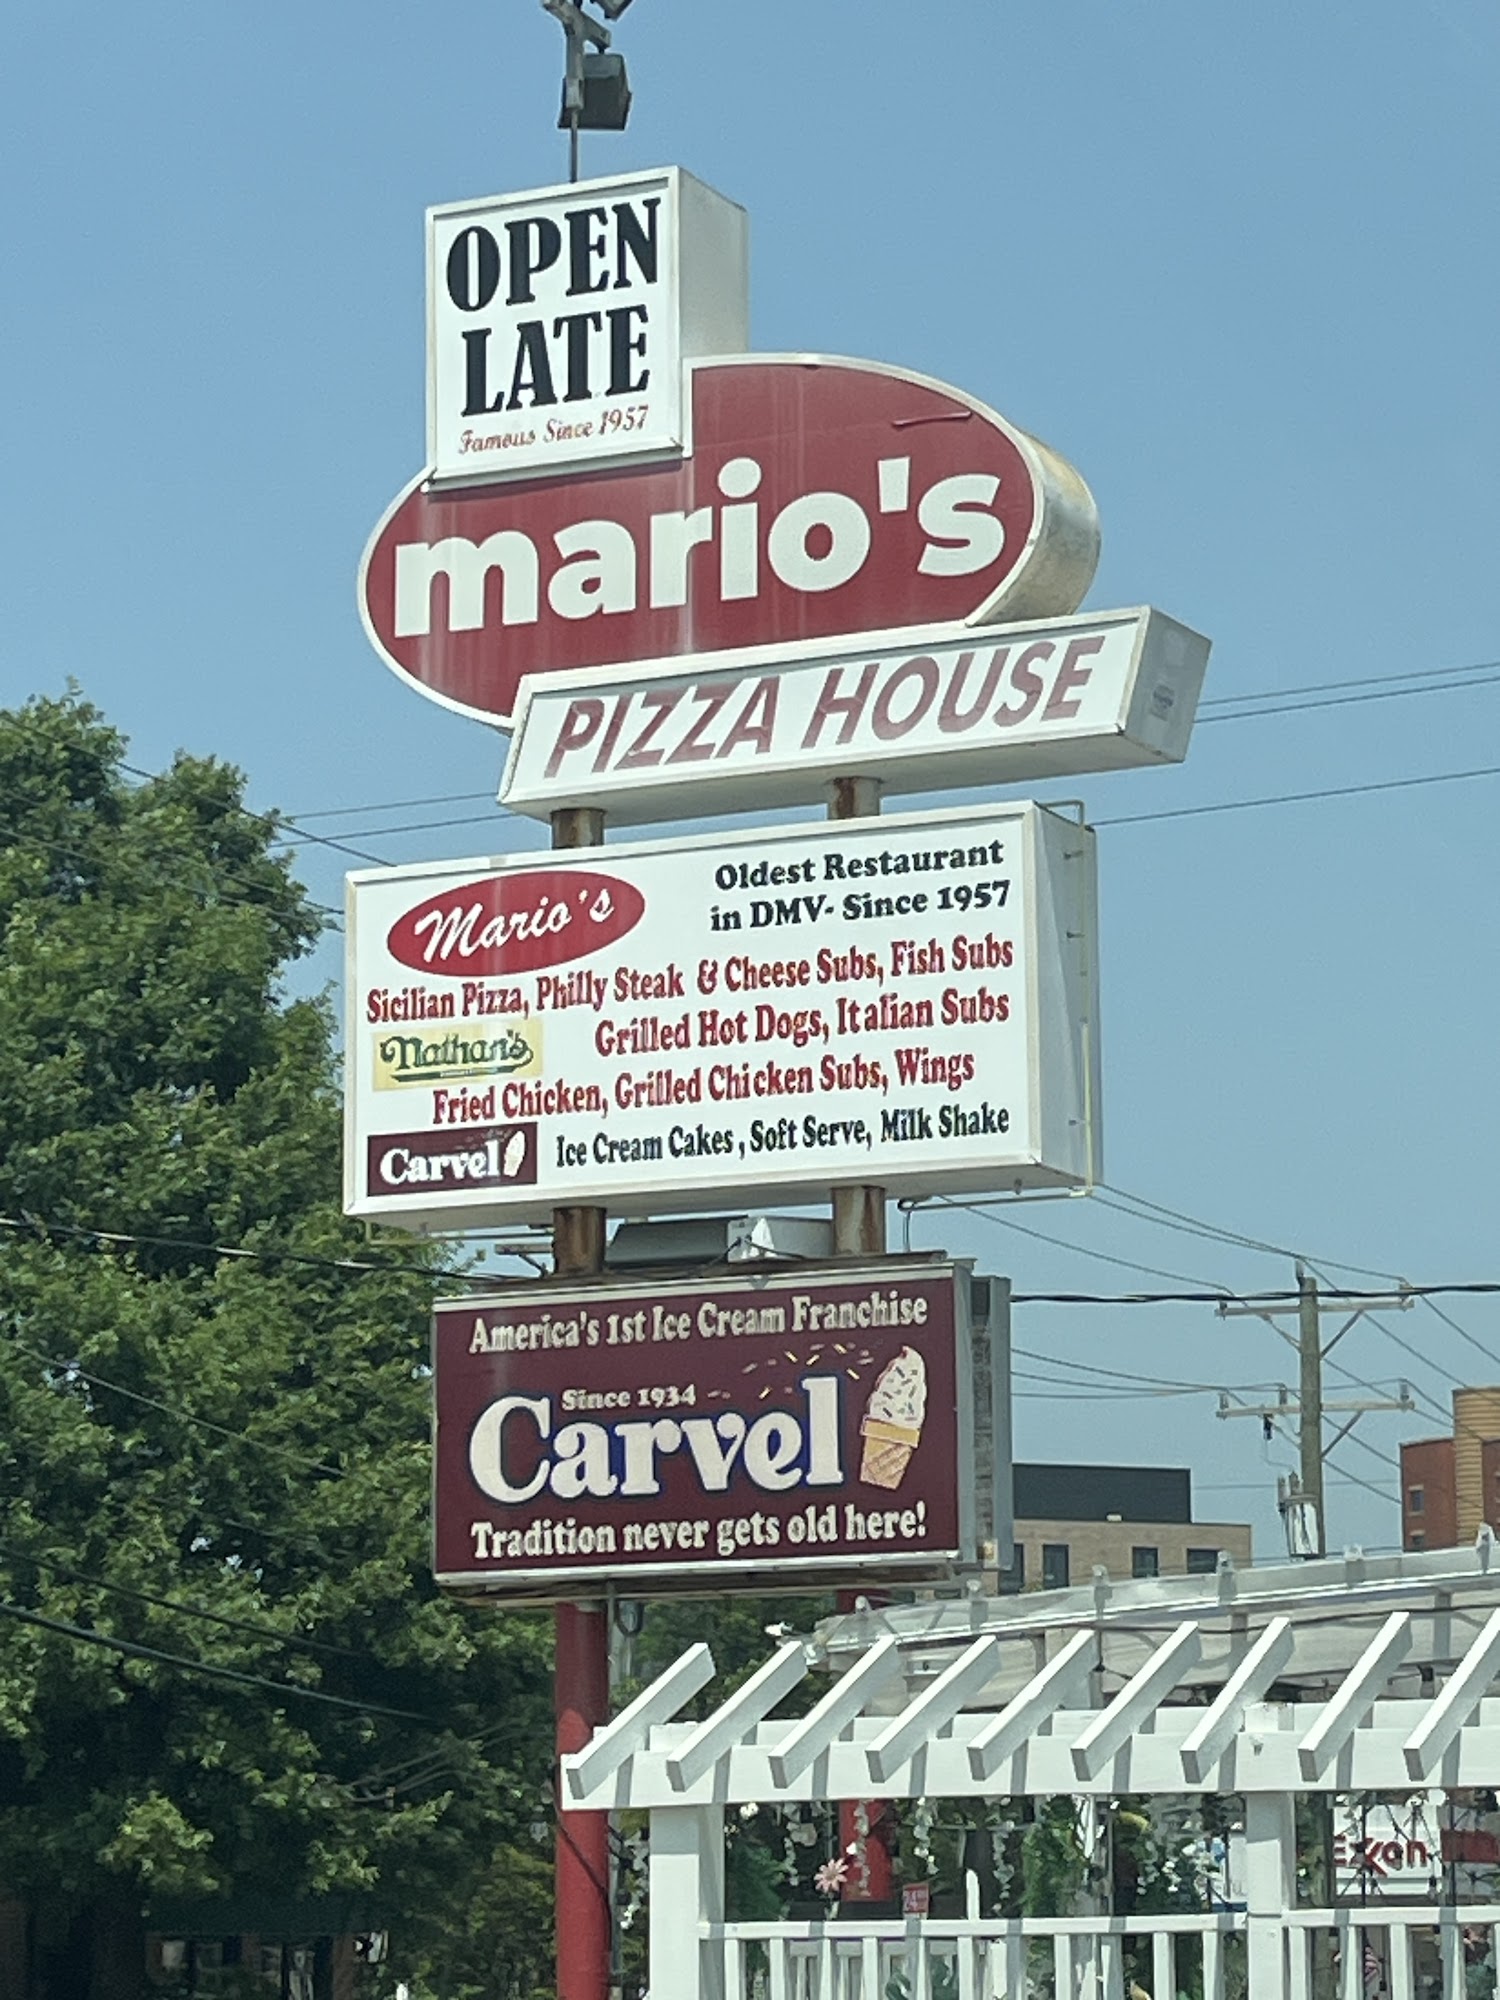 OPEN
LATE
Famous Since 1957
mario's
PIZZA HOUSE
Mario's
Oldest Restaurant
in DMV- Since 1957
Sicilian Pizza, Philly Steak & Cheese Subs, Fish Subs
Nathan's
Grilled Hot Dogs, Italian Subs
Fried Chicken, Grilled Chicken Subs, Wings
Carvel
Ice Cream Cakes, Soft Serve, Milk Shake
America's 1st Ice Cream Franchise
Since 1934
Carvel
Tradition never gets old here!
Exxon